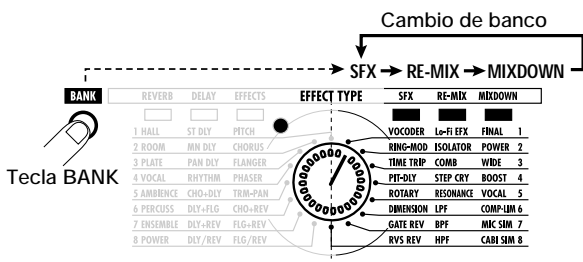 Cambio de banco
SFX RE-MIX MIXDOWN
BANK REVERB DELAY EFFECTS EFFECT TYPE SFX RE-MIX MIXDOWN
1 HALL ST DLY PITCH VOCODER Lo-Fi EFX FINAL 1
2 ROOM MN DLY CHORUS RING-MOD ISOLATOR POWER 2
3 PLATE PAN DLY FLANGER TIME TRIP COMB WIDE 3
4 VOCAL RHYTHM PHASER PIT-DLY STEP CRY BOOST 4
Tecla BANK
5 AMBIENCE CHO+DLY TRM-PAN ROTARY RESONANCE VOCAL 5
6 PERCUSS DLY+FLG CHO+REV DIMENSION LPF COMP-LIM 6
7 ENSEMBLE DLY+REV FLG+REV GATE REV BPF MIC SIM 7
8 POWER DLY/REV FLG/REV RVS REV HPF CABI SIM 8